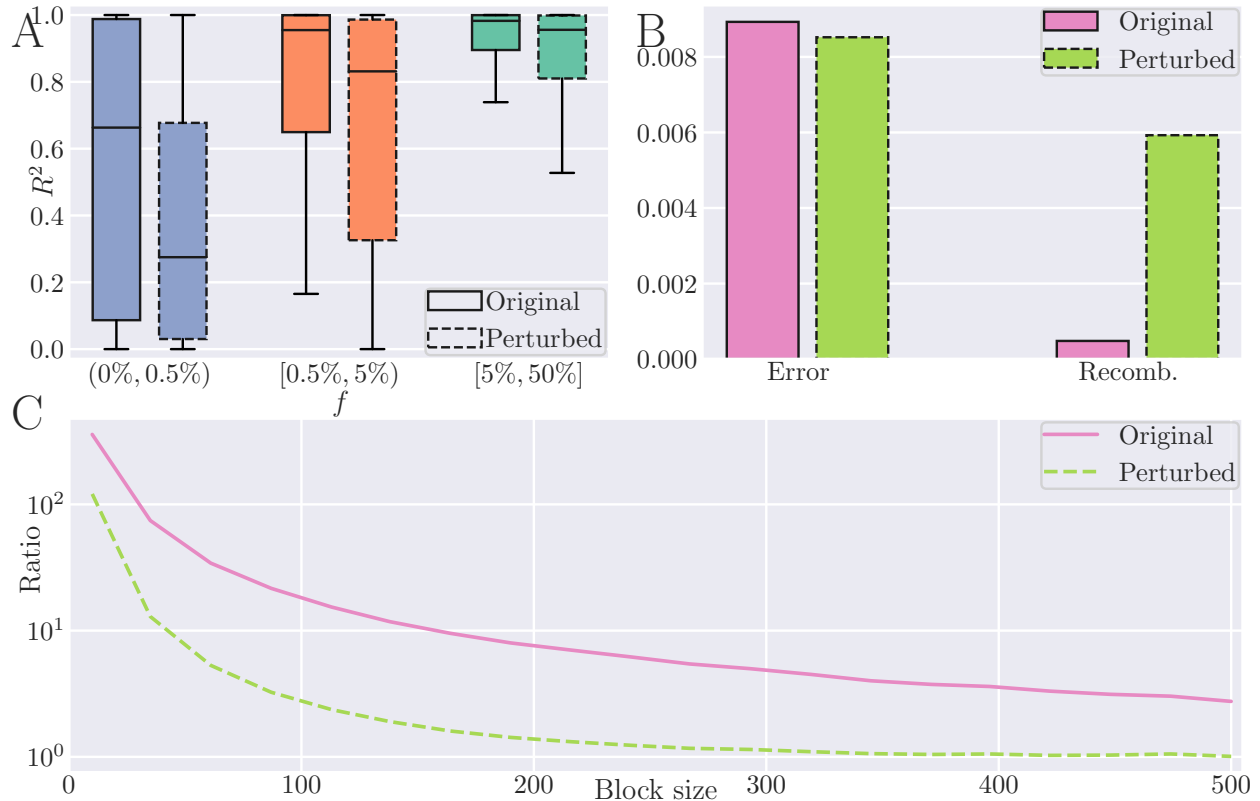 A
1.0
0.8
0.6
0.4
0.2
0.0
R²
Original
Perturbed
(0%, 0.5%)
[0.5%, 5%)
[5%, 50%]
f
B
0.008
0.006
0.004
0.002
0.000
Original
Perturbed
Error
Recomb.
C
10²
10¹
10⁰
Ratio
Original
Perturbed
0
100
200
300
400
500
Block size